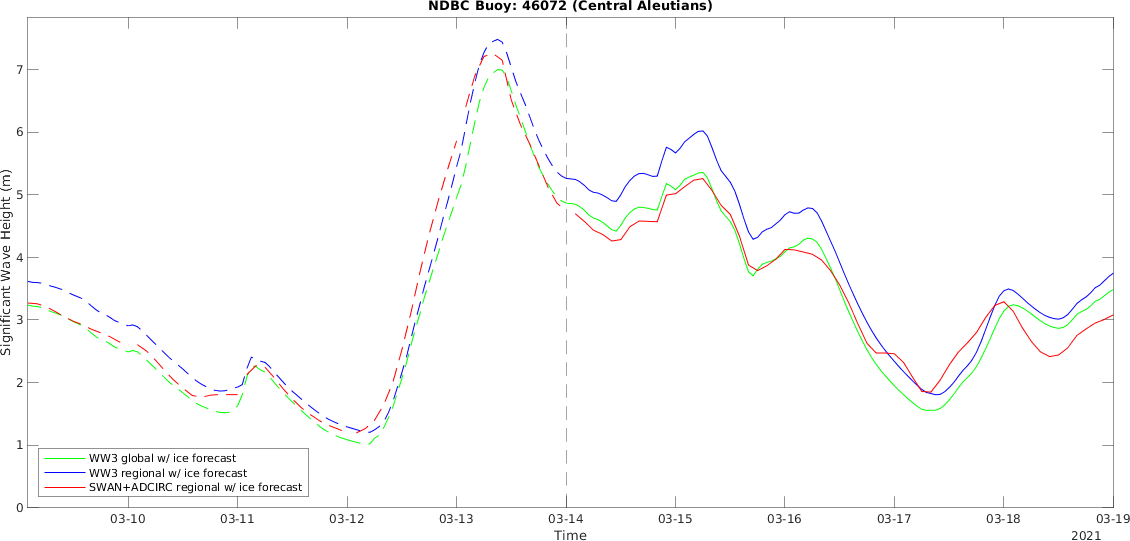 NDBC Buoy: 46072 (Central Aleutians)
Significant Wave Height (m)
7
6
5
4
3
2
1
0
WW3 global w/ ice forecast
WW3 regional w/ ice forecast
SWAN+ADCIRC regional w/ ice forecast
03-10 03-11 03-12 03-13 03-14 03-15 03-16 03-17 03-18 03-19
Time
2021